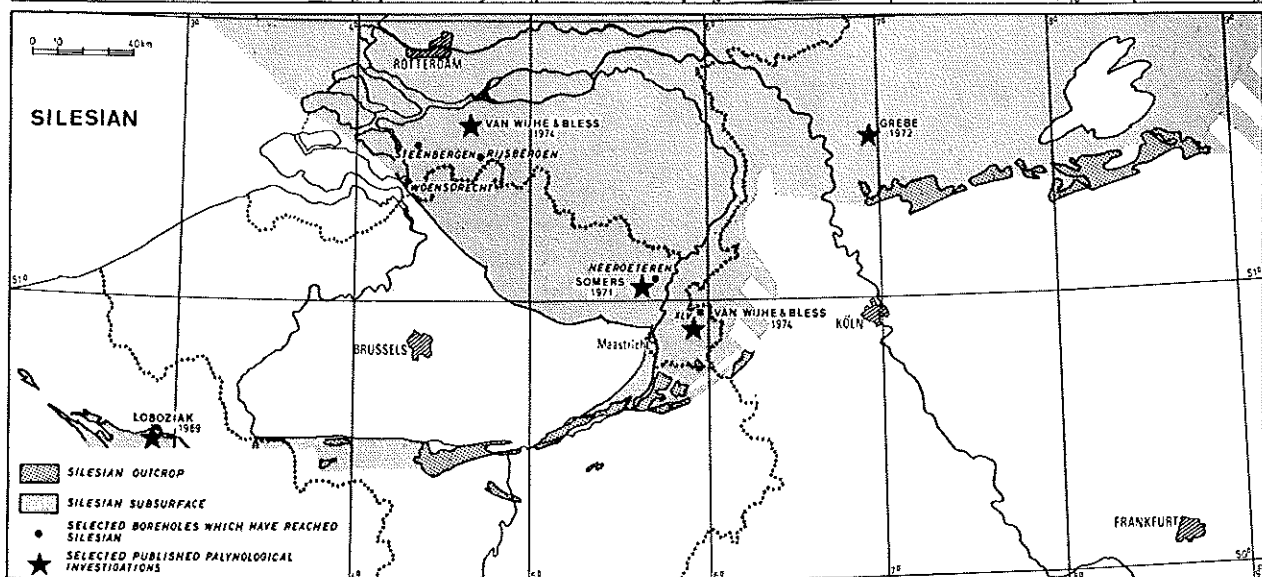 0 10 40km
ROTTERDAM
SILESIAN
VAN WIJHE & BLESS
1974
GREBE
1972
STEENBERGEN RIJSBERGEN
WOENSDRECHT
51° 51°
NEEROETEREN
SOMERS
1971
VAN WIJHE & BLESS
1974
KÖLN
BRUSSELS
Maastricht
LOBOZIAK
1969
SILESIAN OUTCROP
SILESIAN SUBSURFACE
SELECTED BOREHOLES WHICH HAVE REACHED
SILESIAN
FRANKFURT
SELECTED PUBLISHED PALYNOLOGICAL
INVESTIGATIONS
50°